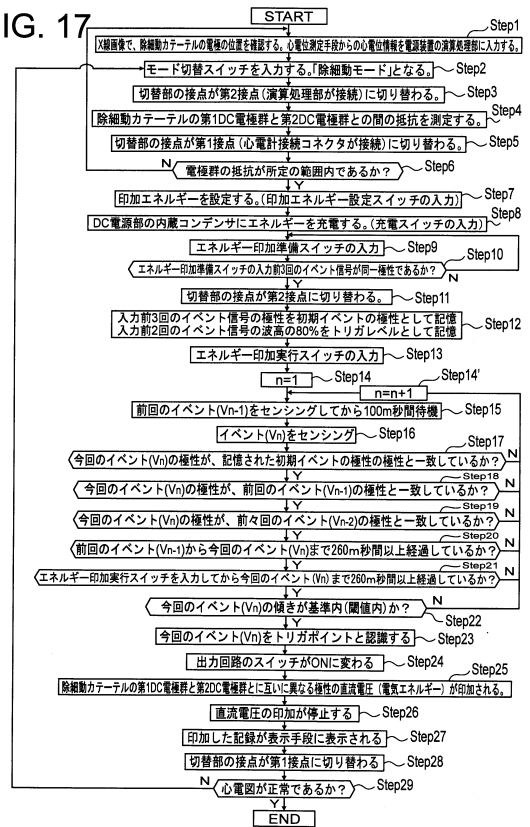 IG. 17
START
Step1
X線画像で、除細動カテーテルの電極の位置を確認する。心電位測定手段からの心電位情報を電源装置の演算処理部に入力する。
モード切替スイッチを入力する。「除細動モード」となる。
Step2
切替部の接点が第2接点(演算処理部が接続)に切り替わる。
Step3
除細動カテーテルの第1DC電極群と第2DC電極群との間の抵抗を測定する。
Step4
切替部の接点が第1接点(心電計接続コネクタが接続)に切り替わる。
Step5
N
電極群の抵抗が所定の範囲内であるか?
Step6
Y
印加エネルギーを設定する。(印加エネルギー設定スイッチの入力)
Step7
DC電源部の内蔵コンデンサにエネルギーを充電する。(充電スイッチの入力)
Step8
エネルギー印加準備スイッチの入力
Step9
エネルギー印加準備スイッチの入力前3回のイベント信号が同一極性であるか?
Step10
N
Y
切替部の接点が第2接点に切り替わる。
Step11
入力前3回のイベント信号の極性を初期イベントの極性として記憶
入力前2回のイベント信号の波高の80%をトリガレベルとして記憶
Step12
エネルギー印加実行スイッチの入力
Step13
n=1
Step14
n=n+1
Step14'
前回のイベント(Vn-1)をセンシングしてから100m秒間待機
Step15
イベント(Vn)をセンシング
Step16
Step17
今回のイベント(Vn)の極性が、記憶された初期イベントの極性の極性と一致しているか?
N
Y
Step18
今回のイベント(Vn)の極性が、前回のイベント(Vn-1)の極性と一致しているか?
N
Y
Step19
今回のイベント(Vn)の極性が、前々回のイベント(Vn-2)の極性と一致しているか?
N
Y
Step20
前回のイベント(Vn-1)から今回のイベント(Vn)まで260m秒間以上経過しているか?
N
Y
Step21
エネルギー印加実行スイッチを入力してから今回のイベント(Vn)まで260m秒間以上経過しているか?
N
Y
今回のイベント(Vn)の傾きが基準内(閾値内)か?
N
Step22
Y
今回のイベント(Vn)をトリガポイントと認識する
Step23
出力回路のスイッチがONに変わる
Step24
Step25
除細動カテーテルの第1DC電極群と第2DC電極群とに互いに異なる極性の直流電圧(電気エネルギー)が印加される。
直流電圧の印加が停止する
Step26
印加した記録が表示手段に表示される
Step27
切替部の接点が第1接点に切り替わる
Step28
N
心電図が正常であるか?
Step29
Y
END